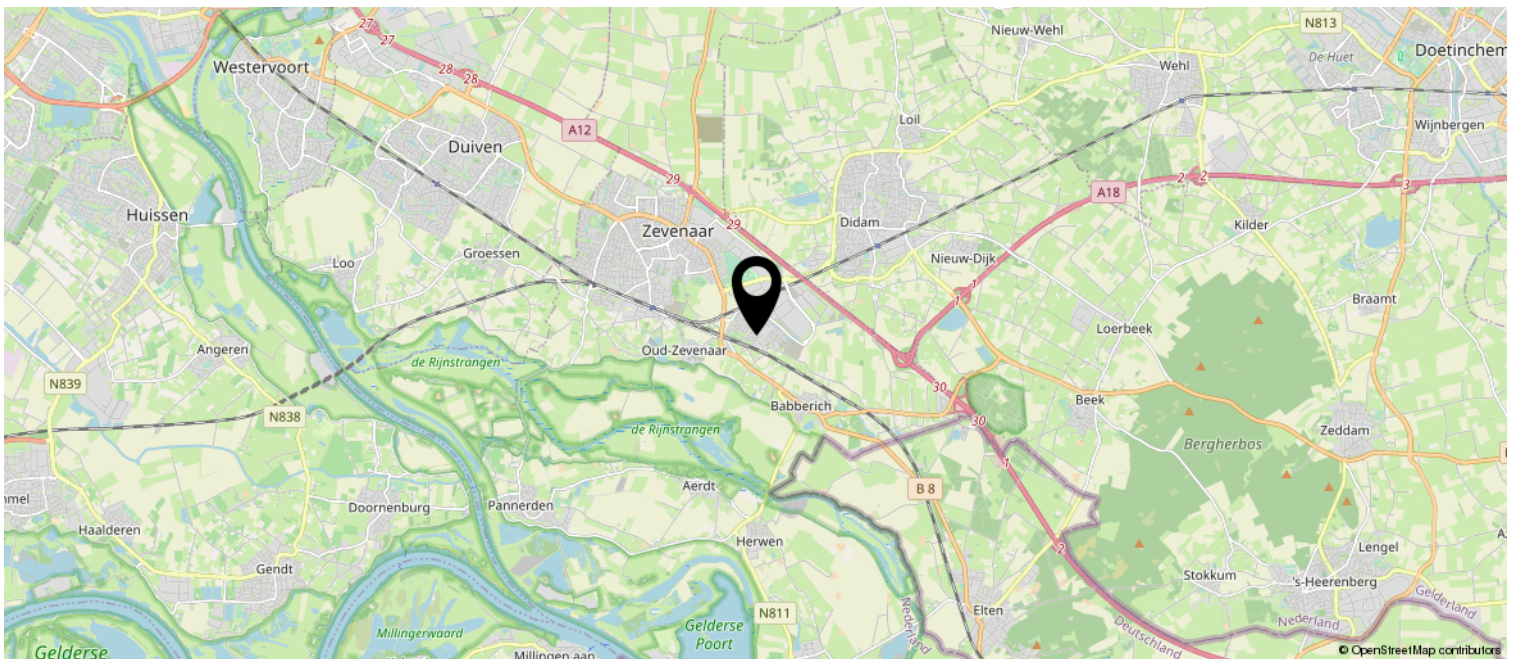 27
N813
Nieuw-Wehl
27
Doetinchem
De Huet
Westervoort
28
28
Wehl
Loil
A12
Wijnbergen
Duiven
29
2
2
3
A18
Huissen
29
Didam
Kilder
Zevenaar
Groessen
Nieuw-Dijk
Loo
1
1
Braamt
Loerbeek
Angeren
Oud-Zevenaar
de Rijnstrangen
N839
30
Beek
Babberich
N838
30
de Rijnstrangen
Zeddam
Bergherbos
1
Aerdt
B 8
mmel
Doornenburg
Pannerden
Haalderen
Herwen
2
Lengel
Gendt
Stokkum
's-Heerenberg
N811
Elten
Gelderland
Nederland
Nederland
Deutschland
Millingerwaard
Gelderse
Poort
Gelderse
Millingen aan
© OpenStreetMap contributors